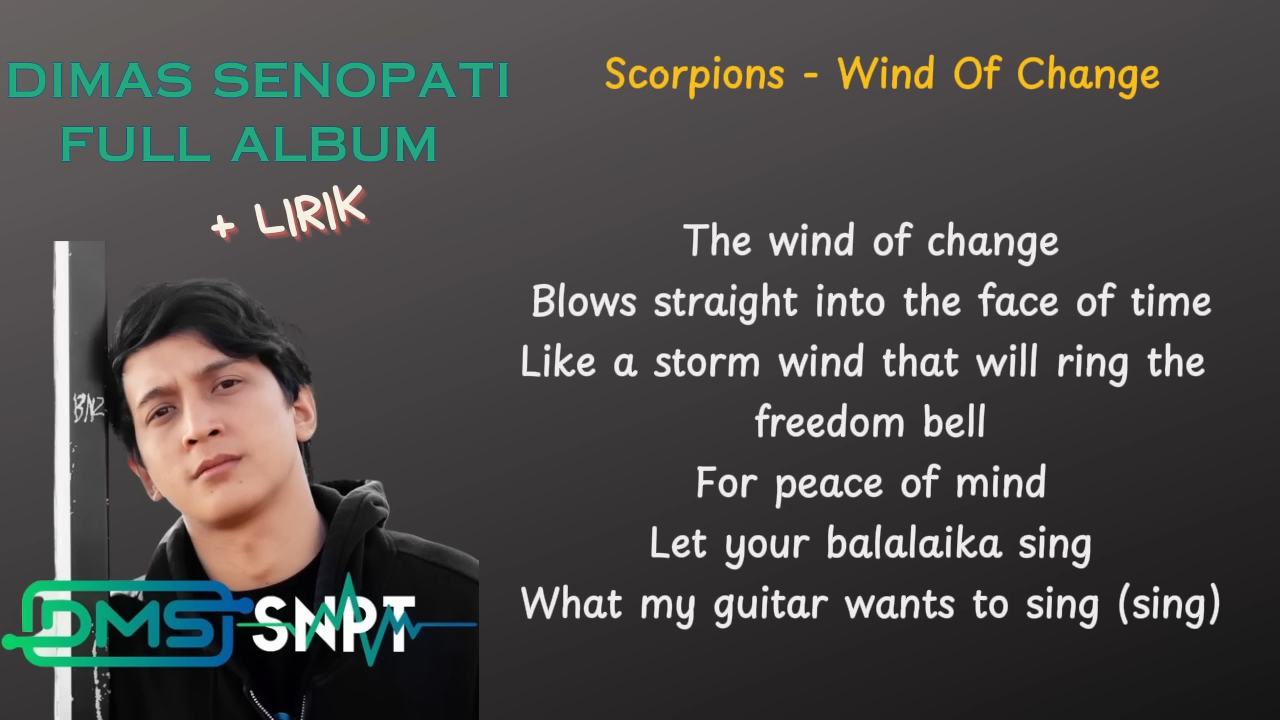 DIMAS SENOPATI
FULL ALBUM
+ LIRIK
Scorpions - Wind Of Change
The wind of change
Blows straight into the face of time
Like a storm wind that will ring the
freedom bell
For peace of mind
Let your balalaika sing
What my guitar wants to sing (sing)
BNZ
DMS SNPT